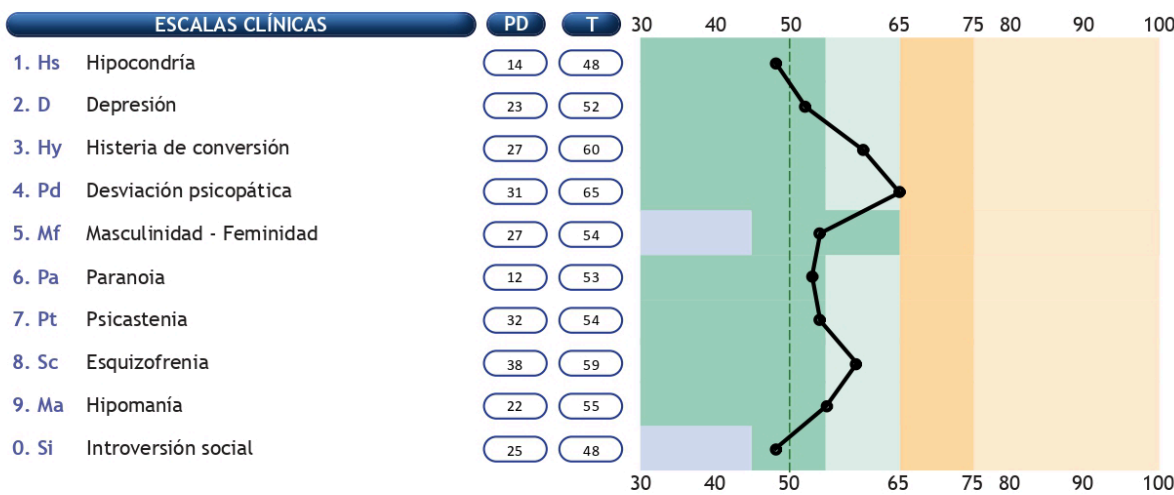 ESCALAS CLÍNICAS PD T 30 40 50 65 75 80 90 100
1. Hs Hipocondría 14 48
2. D Depresión 23 52
3. Hy Histeria de conversión 27 60
4. Pd Desviación psicopática 31 65
5. Mf Masculinidad - Feminidad 27 54
6. Pa Paranoia 12 53
7. Pt Psicastenia 32 54
8. Sc Esquizofrenia 38 59
9. Ma Hipomanía 22 55
0. Si Introversión social 25 48
30 40 50 65 75 80 90 100